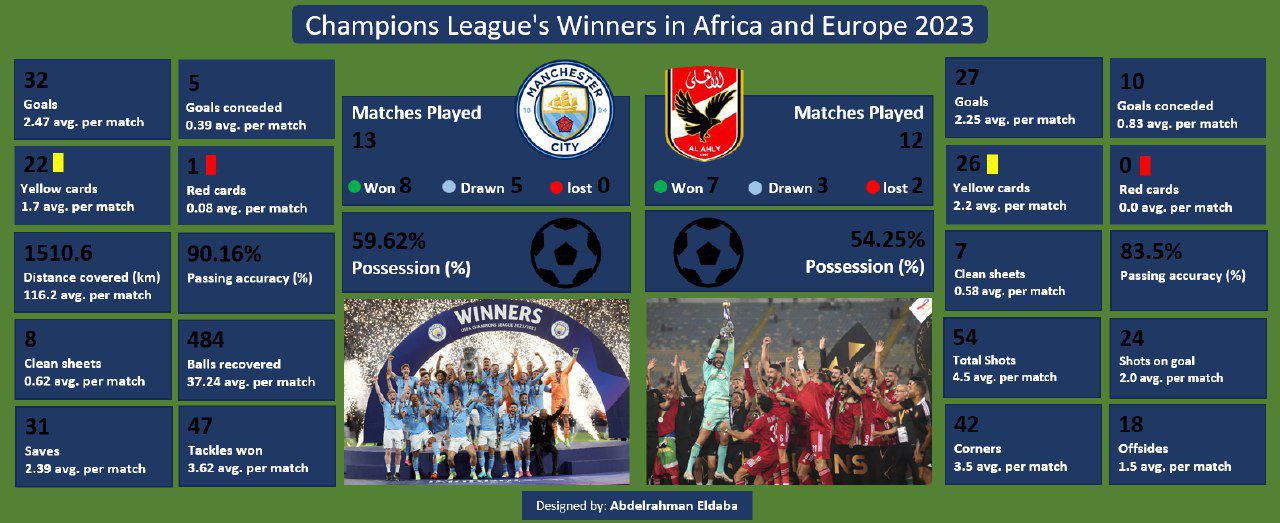 Champions League's Winners in Africa and Europe 2023
32
Goals
2.47 avg. per match
5
Goals conceded
0.39 avg. per match
22
Yellow cards
1.7 avg. per match
1
Red cards
0.08 avg. per match
1510.6
Distance covered (km)
116.2 avg. per match
90.16%
Passing accuracy (%)
8
Clean sheets
0.62 avg. per match
484
Balls recovered
37.24 avg. per match
31
Saves
2.39 avg. per match
47
Tackles won
3.62 avg. per match
Matches Played
13
MANCHESTER
18 94
CITY
Won 8 Drawn 5 lost 0
59.62%
Possession (%)
WINNERS
UEFA CHAMPIONS LEAGUE 2022/2023
الأهلى
AL AHLY
Matches Played
12
Won 7 Drawn 3 lost 2
54.25%
Possession (%)
27
Goals
2.25 avg. per match
10
Goals conceded
0.83 avg. per match
26
Yellow cards
2.2 avg. per match
0
Red cards
0.0 avg. per match
7
Clean sheets
0.58 avg. per match
83.5%
Passing accuracy (%)
54
Total Shots
4.5 avg. per match
24
Shots on goal
2.0 avg. per match
42
Corners
3.5 avg. per match
18
Offsides
1.5 avg. per match
Designed by: Abdelrahman Eldaba